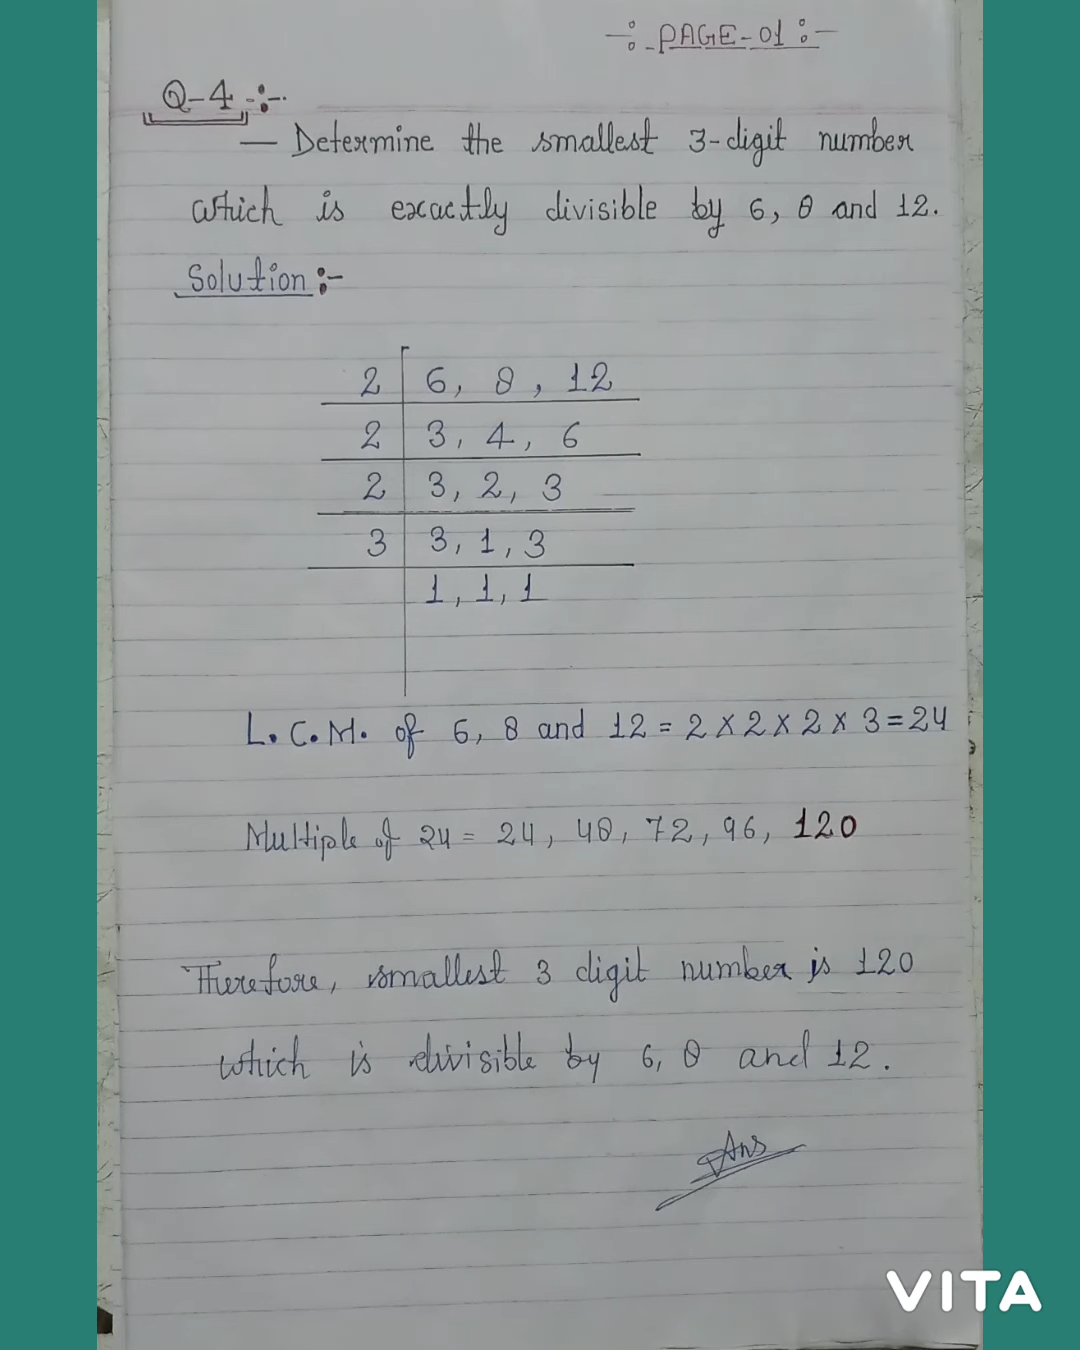 -: PAGE-01 :-
Q-4 -:-
— Determine the smallest 3-digit number
which is exactly divisible by 6, 8 and 12.
Solution :-
2 | 6, 8, 12
2 | 3, 4, 6
2 | 3, 2, 3
3 | 3, 1, 3
| 1, 1, 1
L.C.M. of 6, 8 and 12 = 2 × 2 × 2 × 3 = 24
Multiple of 24 = 24, 48, 72, 96, 120
Therefore, smallest 3 digit number is 120
which is divisible by 6, 8 and 12.
Ans
VITA